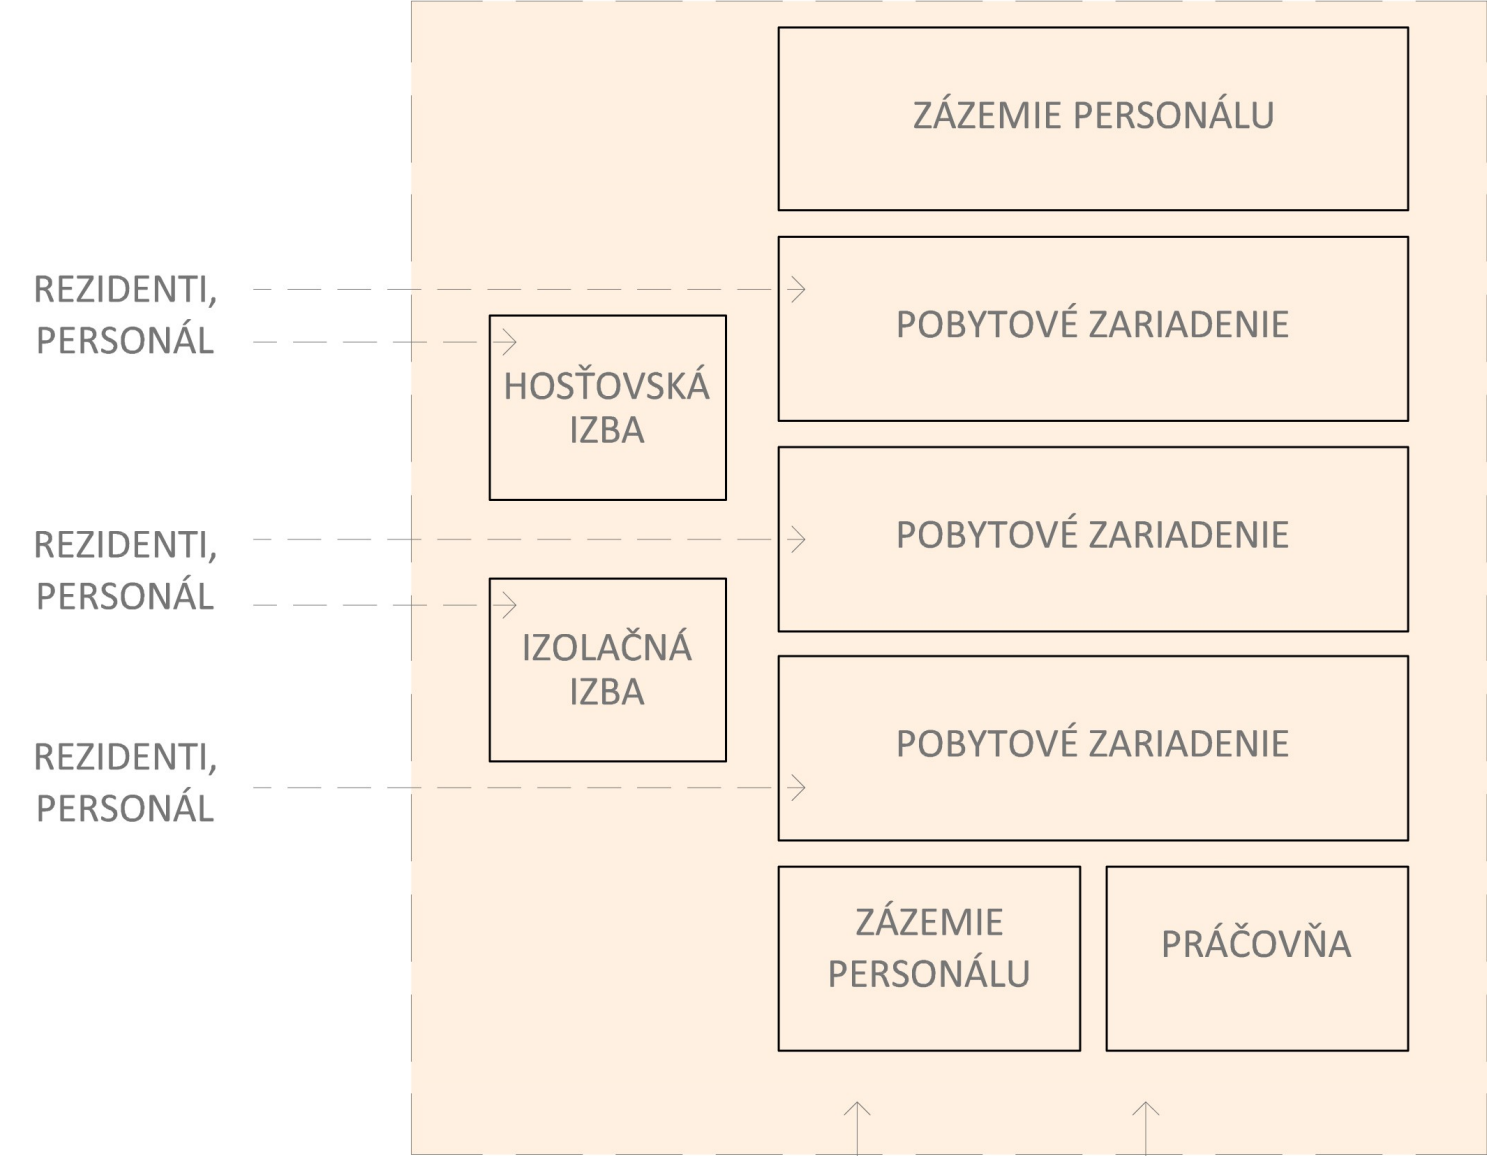 ZÁZEMIE PERSONÁLU
REZIDENTI,
PERSONÁL
POBYTOVÉ ZARIADENIE
HOSŤOVSKÁ
IZBA
REZIDENTI,
PERSONÁL
POBYTOVÉ ZARIADENIE
IZOLAČNÁ
IZBA
REZIDENTI,
PERSONÁL
POBYTOVÉ ZARIADENIE
ZÁZEMIE
PERSONÁLU
PRÁČOVŇA